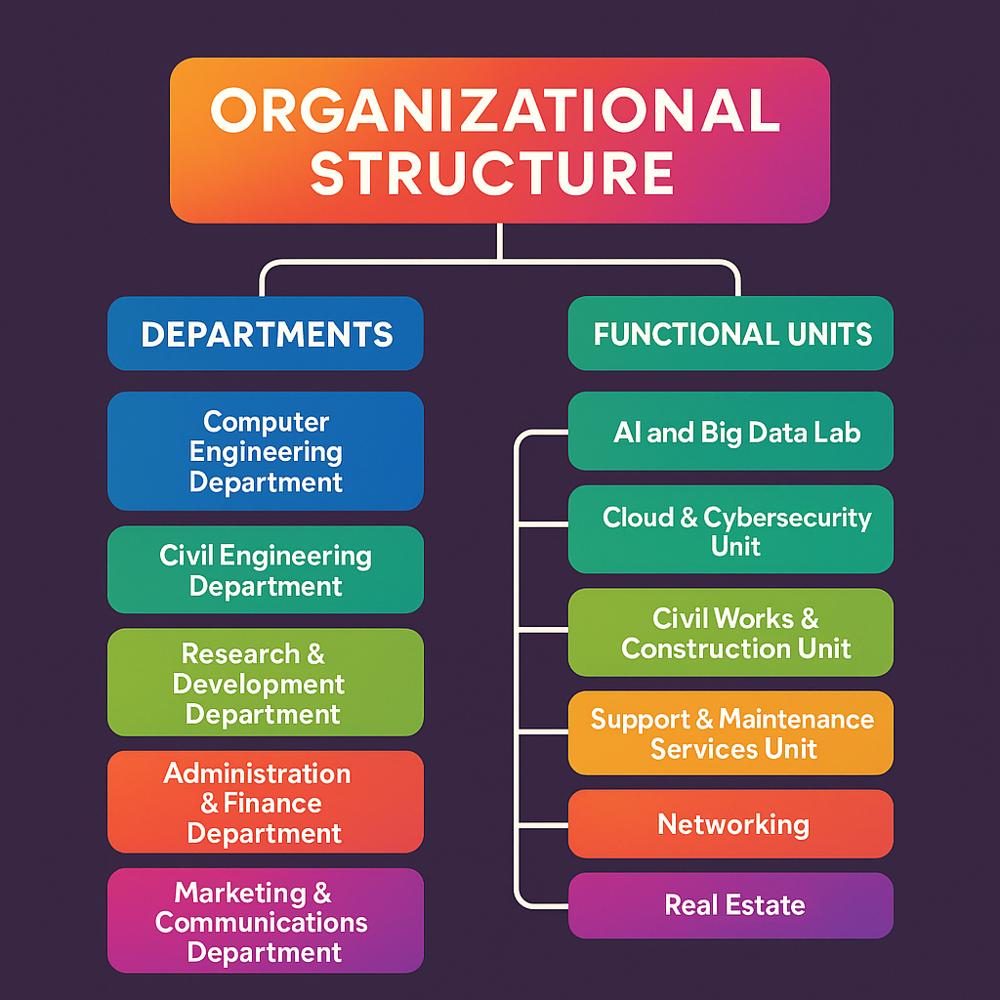 ORGANIZATIONAL
STRUCTURE
DEPARTMENTS
Computer
Engineering
Department
Civil Engineering
Department
Research &
Development
Department
Administration
& Finance
Department
Marketing &
Communications
Department
FUNCTIONAL UNITS
AI and Big Data Lab
Cloud & Cybersecurity
Unit
Civil Works &
Construction Unit
Support & Maintenance
Services Unit
Networking
Real Estate